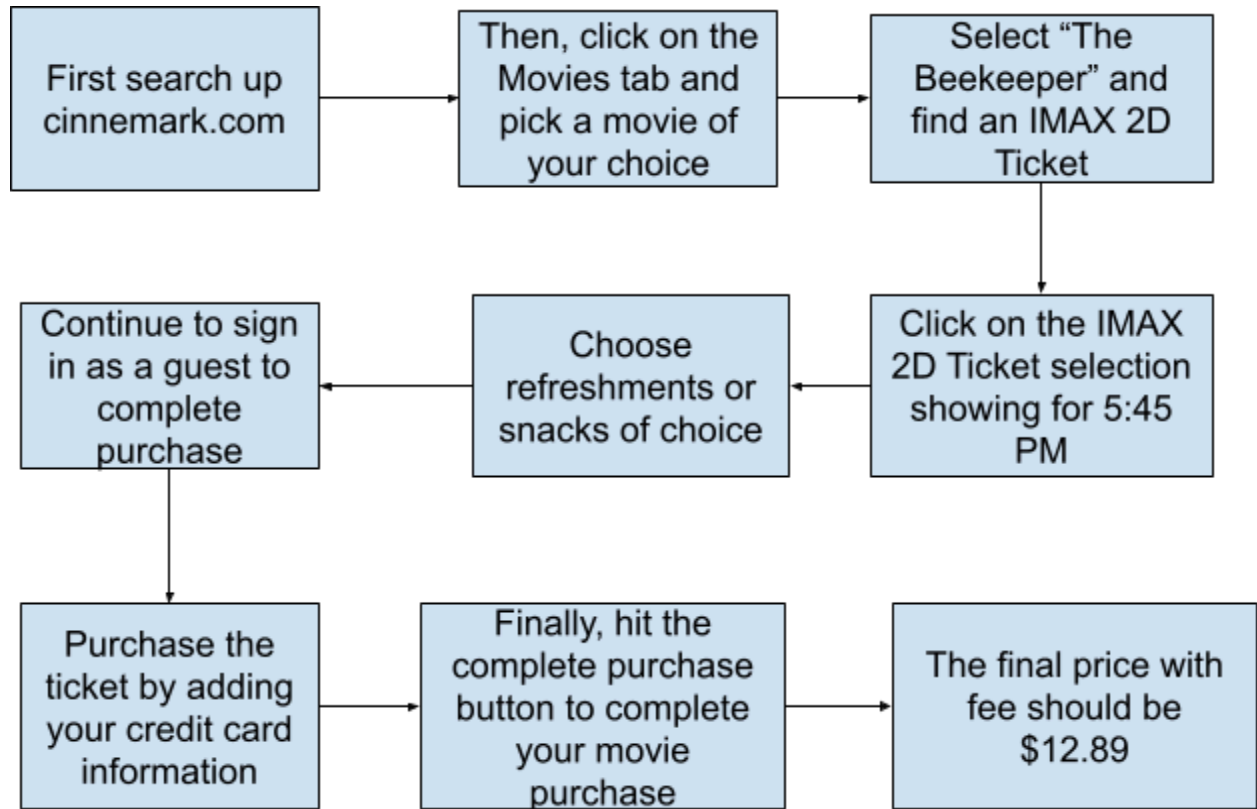 First search up
cinnemark.com
Then, click on the
Movies tab and
pick a movie of
your choice
Select “The
Beekeeper” and
find an IMAX 2D
Ticket
Click on the IMAX
2D Ticket selection
showing for 5:45
PM
Choose
refreshments or
snacks of choice
Continue to sign
in as a guest to
complete
purchase
Purchase the
ticket by adding
your credit card
information
Finally, hit the
complete purchase
button to complete
your movie
purchase
The final price with
fee should be
$12.89